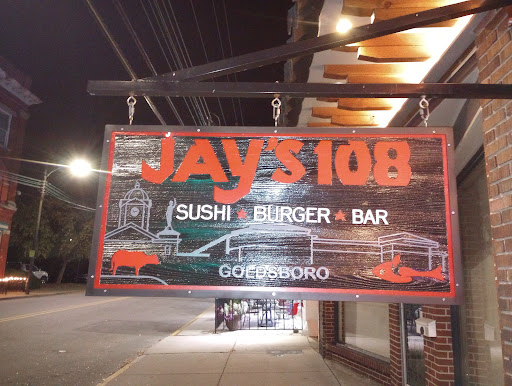 JAY'S 108
SUSHI ★ BURGER ★ BAR
GOLDSBORO